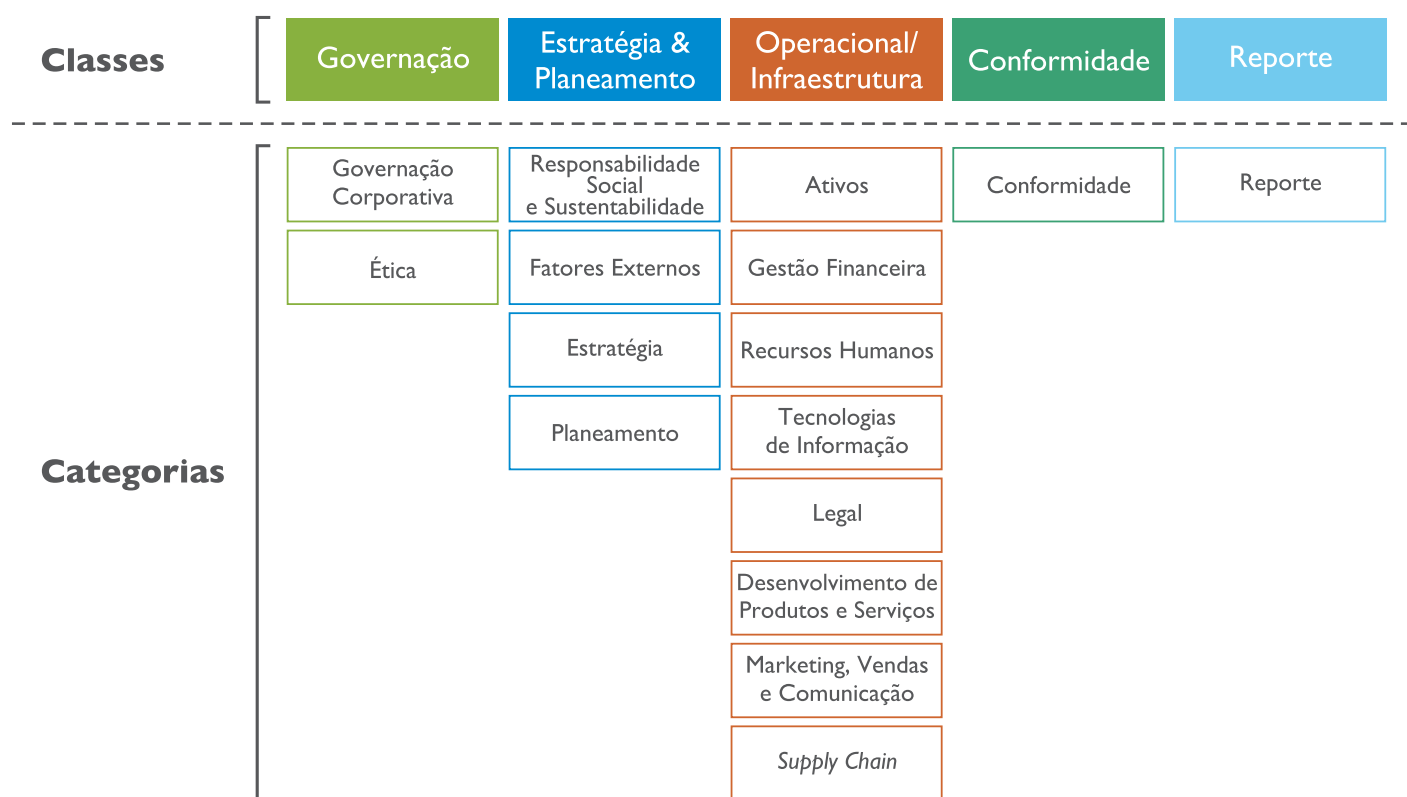 Classes
Governação
Estratégia &
Planeamento
Operacional/
Infraestrutura
Conformidade
Reporte
Categorias
Governação
Corporativa
Ética
Responsabilidade
Social
e Sustentabilidade
Fatores Externos
Estratégia
Planeamento
Ativos
Gestão Financeira
Recursos Humanos
Tecnologias
de Informação
Legal
Desenvolvimento de
Produtos e Serviços
Marketing, Vendas
e Comunicação
Supply Chain
Conformidade
Reporte